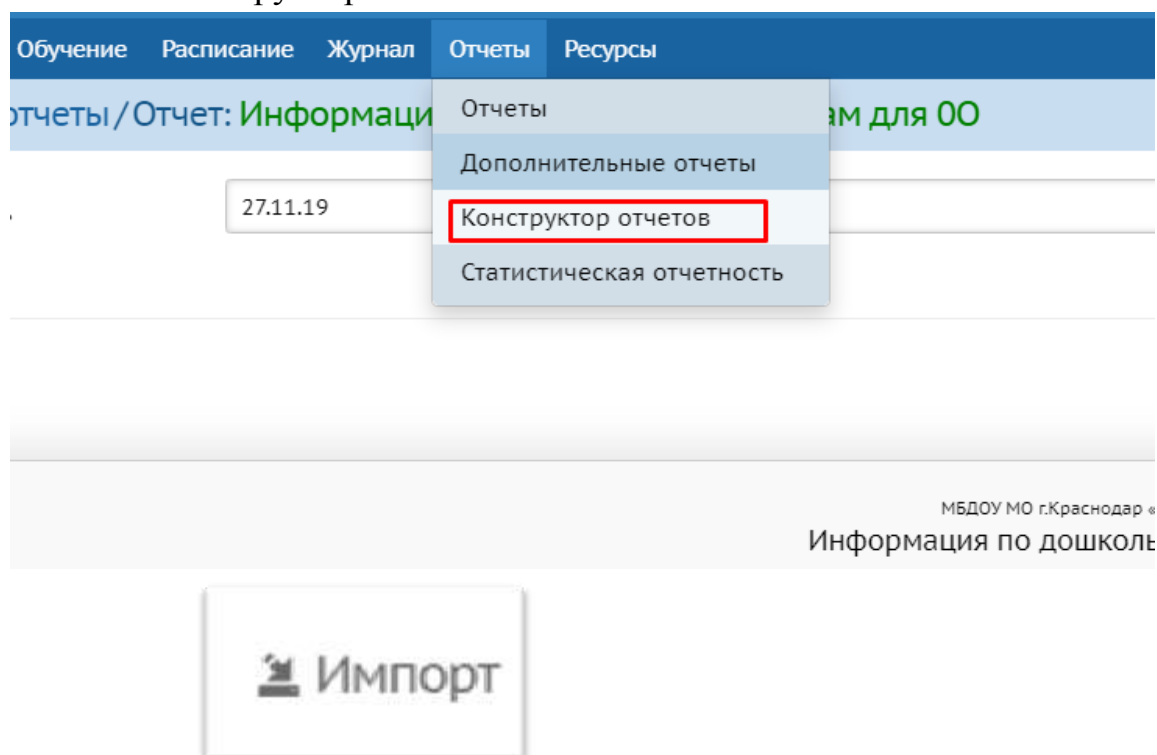 Обучение Расписание Журнал Отчеты Ресурсы
отчеты / Отчет: Информаци ам для 0О
Отчеты
Дополнительные отчеты
27.11.19
Конструктор отчетов
Статистическая отчетность
МБДОУ МО г.Краснодар «
Информация по дошколь
Импорт